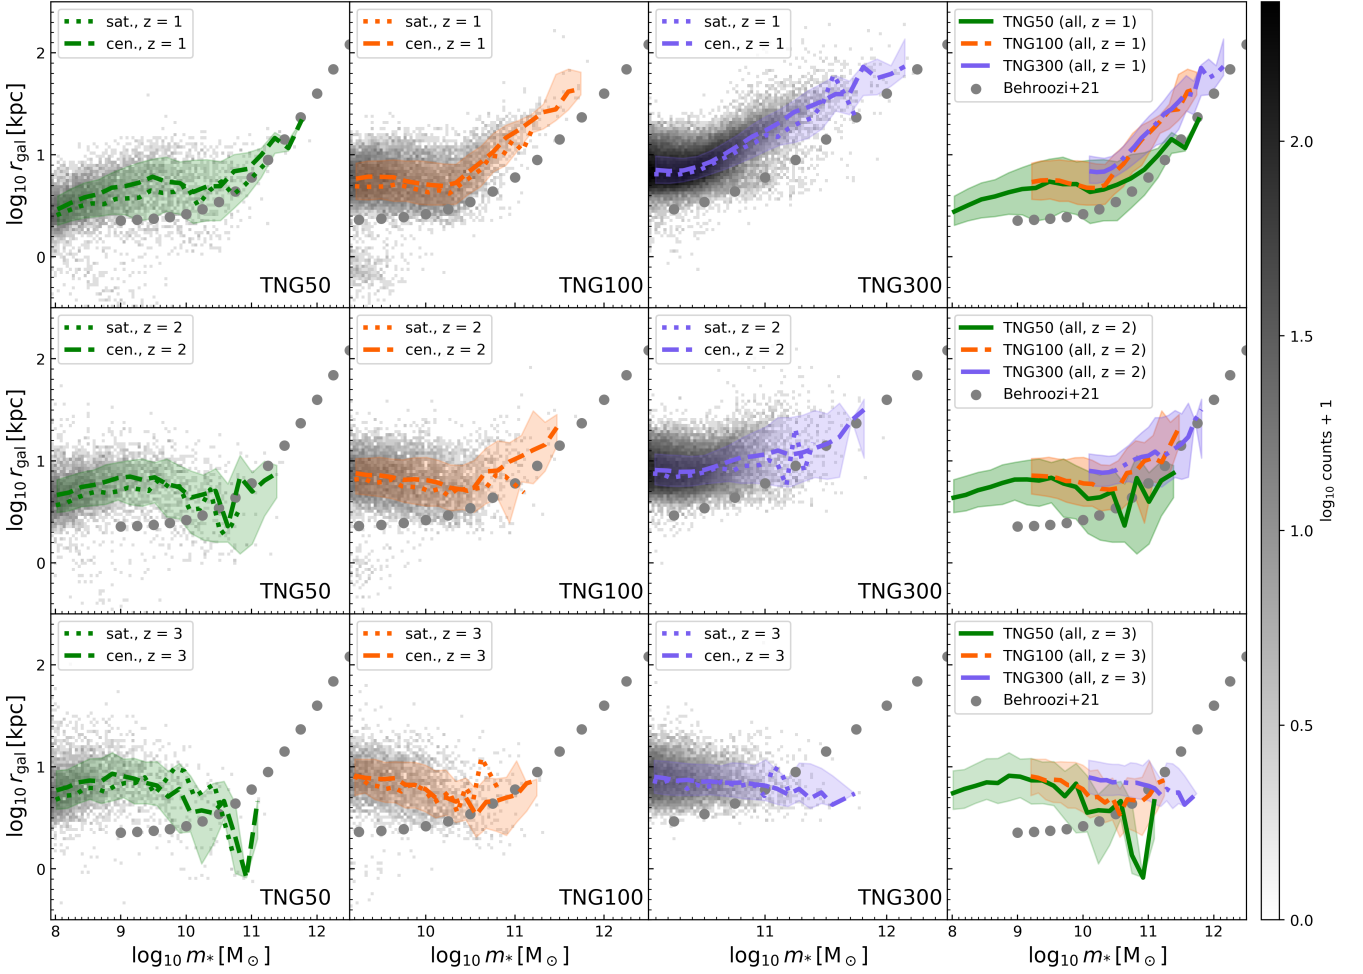 sat., z = 1
cen., z = 1
sat., z = 1
cen., z = 1
sat., z = 1
cen., z = 1
TNG50 (all, z = 1)
TNG100 (all, z = 1)
TNG300 (all, z = 1)
Behroozi+21
log₁₀ r_gal [kpc]
2
1
0
TNG50
TNG100
TNG300
sat., z = 2
cen., z = 2
sat., z = 2
cen., z = 2
sat., z = 2
cen., z = 2
TNG50 (all, z = 2)
TNG100 (all, z = 2)
TNG300 (all, z = 2)
Behroozi+21
log₁₀ r_gal [kpc]
2
1
0
TNG50
TNG100
TNG300
sat., z = 3
cen., z = 3
sat., z = 3
cen., z = 3
sat., z = 3
cen., z = 3
TNG50 (all, z = 3)
TNG100 (all, z = 3)
TNG300 (all, z = 3)
Behroozi+21
log₁₀ r_gal [kpc]
2
1
0
TNG50
TNG100
TNG300
8 9 10 11 12
10 11 12
11 12
8 9 10 11 12
log₁₀ m* [M⊙]
log₁₀ m* [M⊙]
log₁₀ m* [M⊙]
log₁₀ m* [M⊙]
2.0
1.5
1.0
0.5
0.0
log₁₀ counts + 1